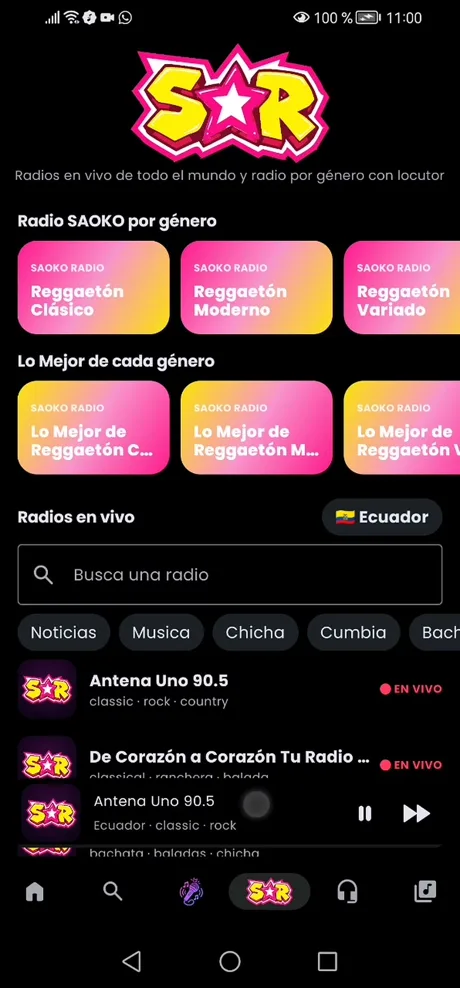 100 %
11:00
S★R
Radios en vivo de todo el mundo y radio por género con locutor
Radio SAOKO por género
SAOKO RADIO
Reggaetón
Clásico
SAOKO RADIO
Reggaetón
Moderno
SAOKO RADIO
Reggaetón
Variado
Lo Mejor de cada género
SAOKO RADIO
Lo Mejor de
Reggaetón C...
SAOKO RADIO
Lo Mejor de
Reggaetón M...
SAOKO RADIO
Lo Mejor de
Reggaetón V
Radios en vivo
Ecuador
Busca una radio
Noticias
Musica
Chicha
Cumbia
Bach
S★R
Antena Uno 90.5
EN VIVO
classic · rock · country
S★R
De Corazón a Corazón Tu Radio ...
EN VIVO
classical · ranchera · balada
S★R
Antena Uno 90.5
Ecuador · classic · rock
bachata · baladas · chicha
S★R